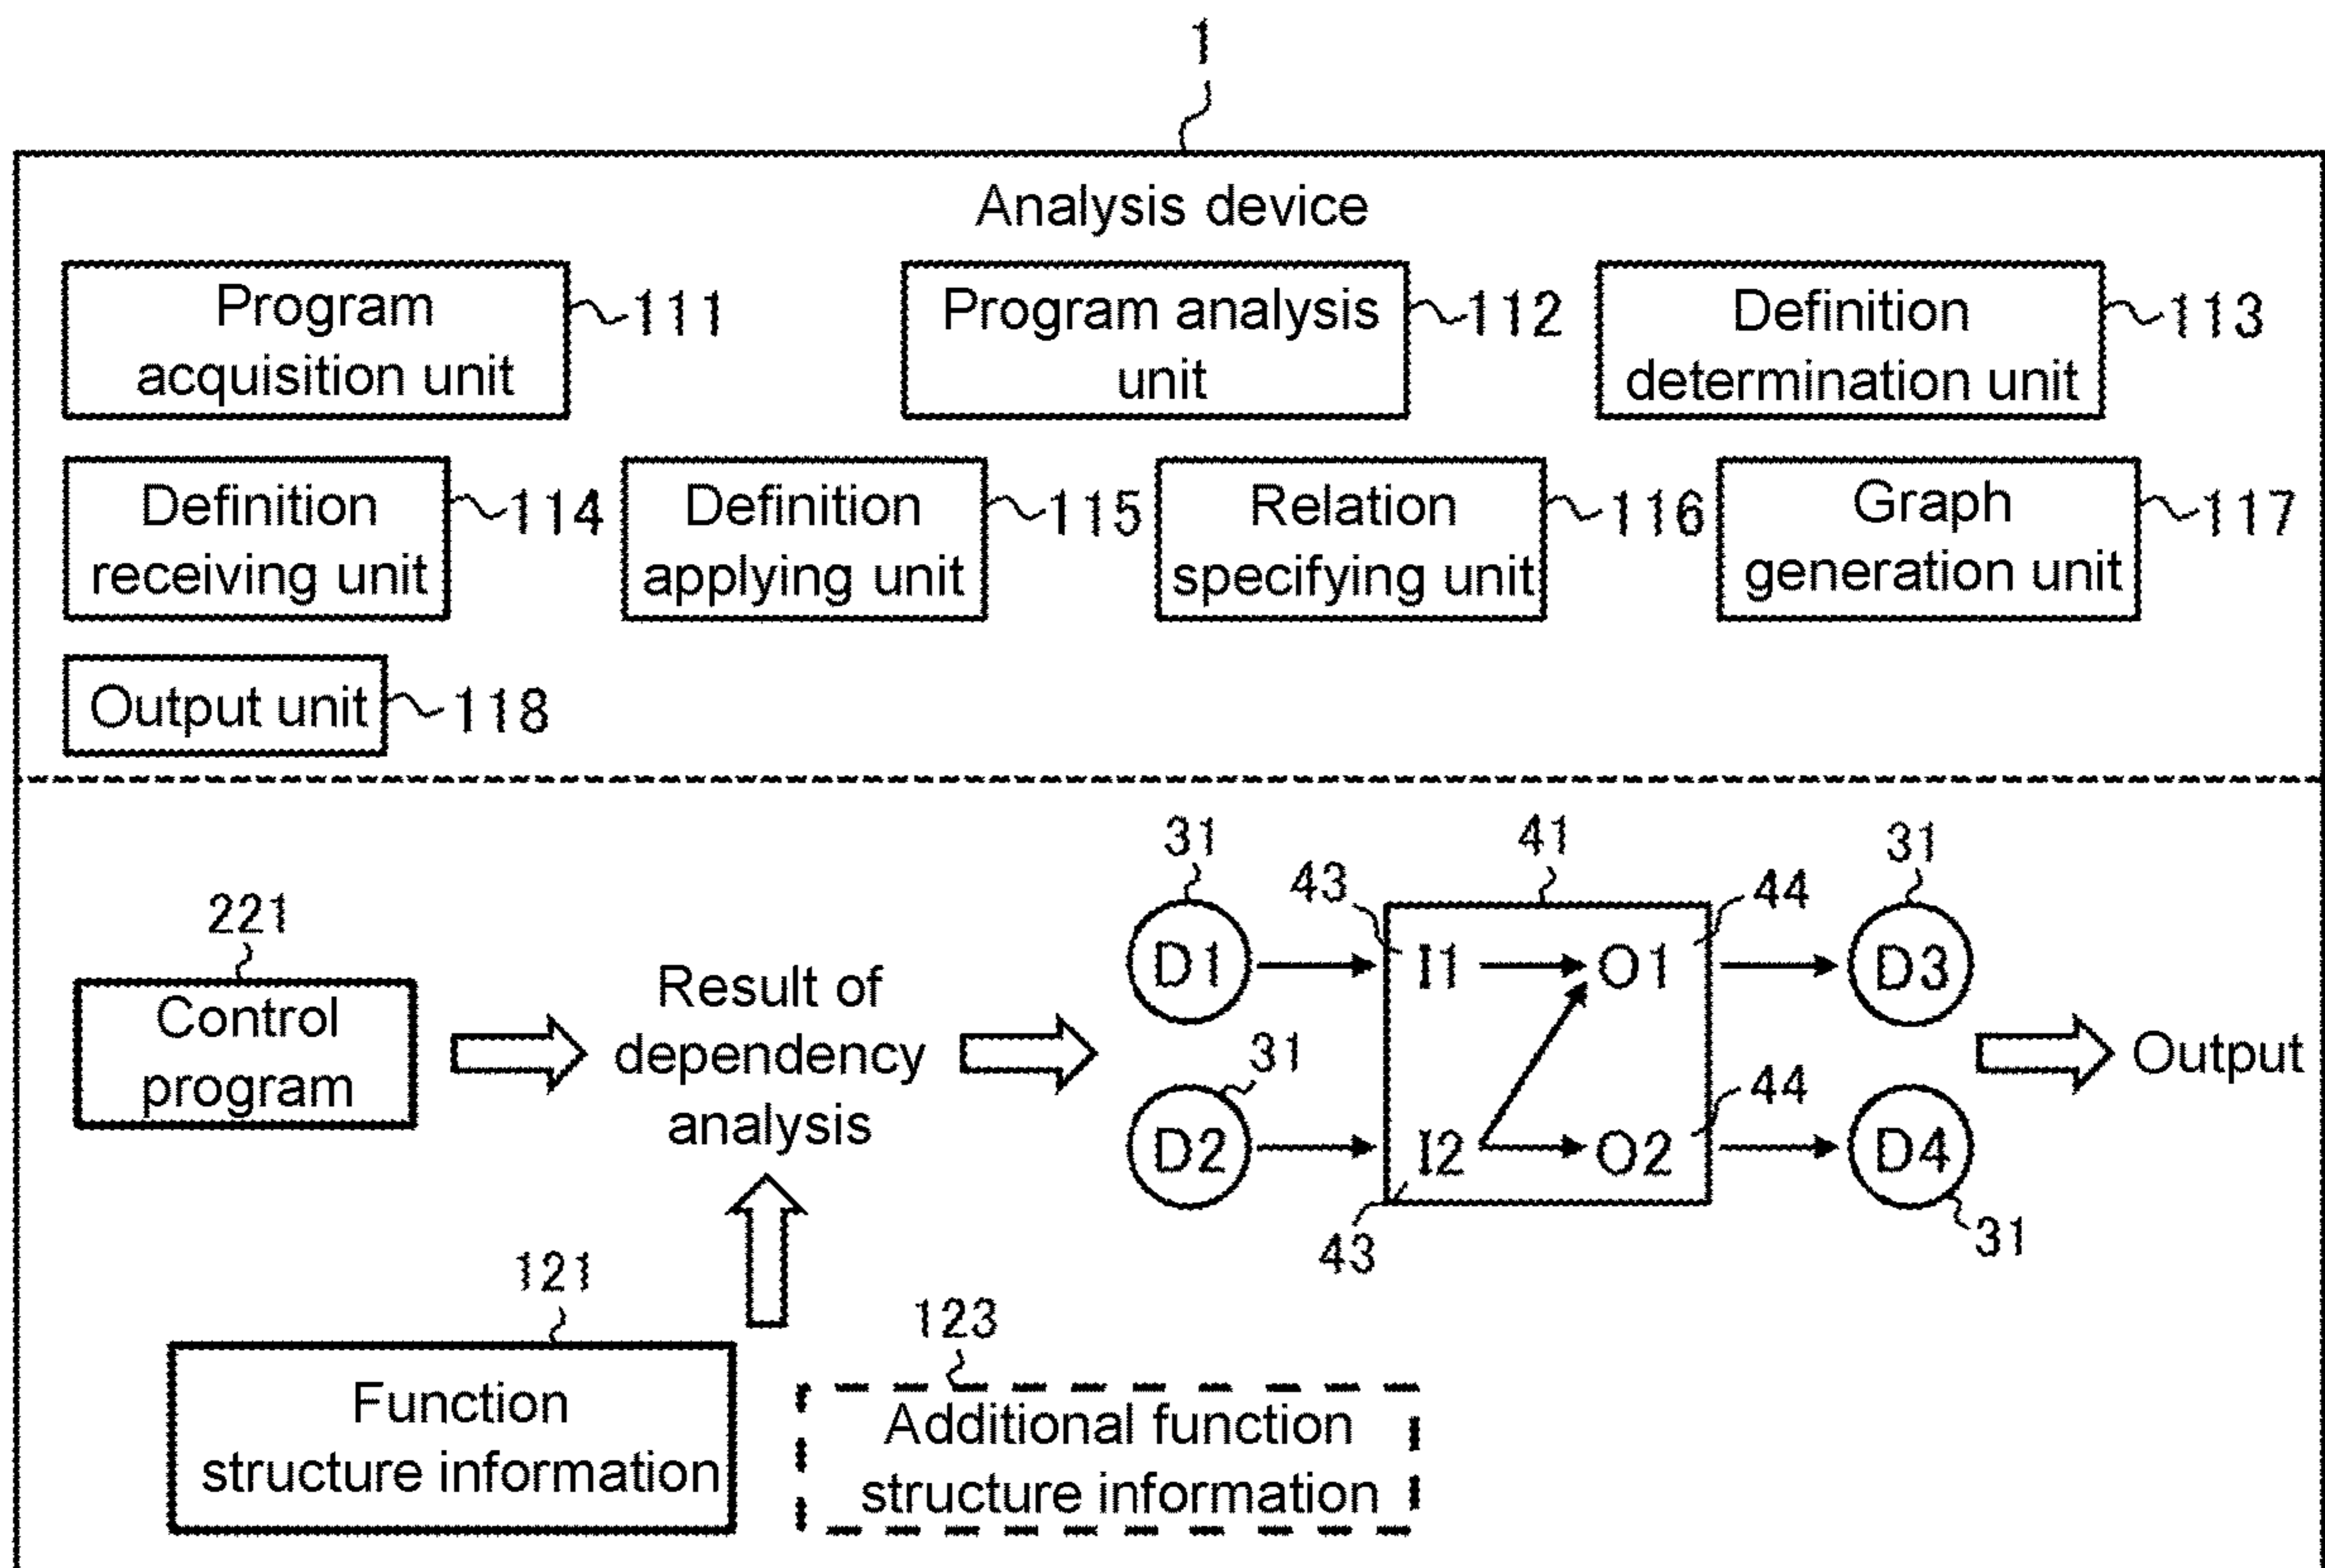 1
Analysis device
Program
acquisition unit
111
Program analysis
unit
112
Definition
determination unit
113
Definition
receiving unit
114
Definition
applying unit
115
Relation
specifying unit
116
Graph
generation unit
117
Output unit
118
221
Control
program
Result of
dependency
analysis
121
Function
structure information
123
Additional function
structure information
31
D1
31
D2
43
41
44
I1
O1
I2
O2
43
44
31
D3
D4
31
Output